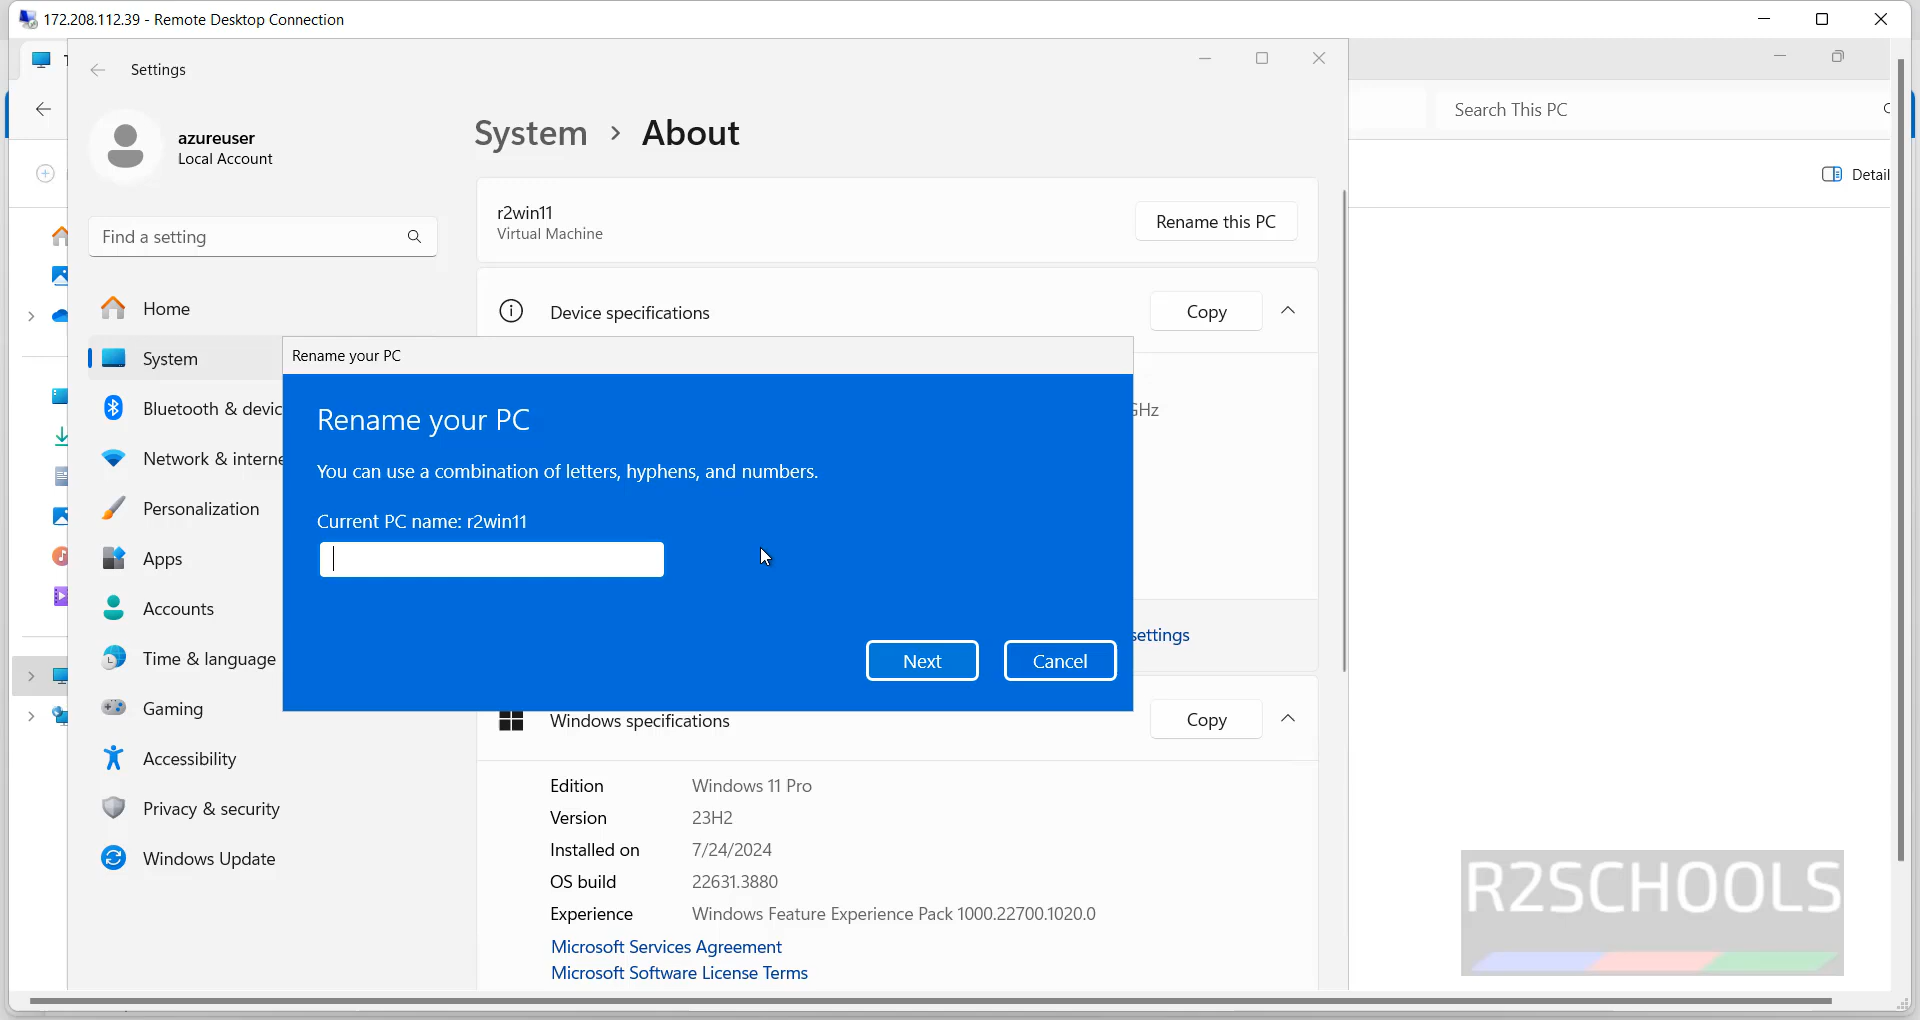 172.208.112.39 - Remote Desktop Connection
Settings
azureuser
Local Account
Find a setting
Home
System
Bluetooth & devic
Network & interne
Personalization
Apps
Accounts
Time & language
Gaming
Accessibility
Privacy & security
Windows Update
System > About
r2win11
Virtual Machine
Rename this PC
Device specifications
Copy
GHz
settings
Rename your PC
Rename your PC
You can use a combination of letters, hyphens, and numbers.
Current PC name: r2win11
Next
Cancel
Windows specifications
Copy
Edition Windows 11 Pro
Version 23H2
Installed on 7/24/2024
OS build 22631.3880
Experience Windows Feature Experience Pack 1000.22700.1020.0
Microsoft Services Agreement
Microsoft Software License Terms
Search This PC
Detail
R2SCHOOLS